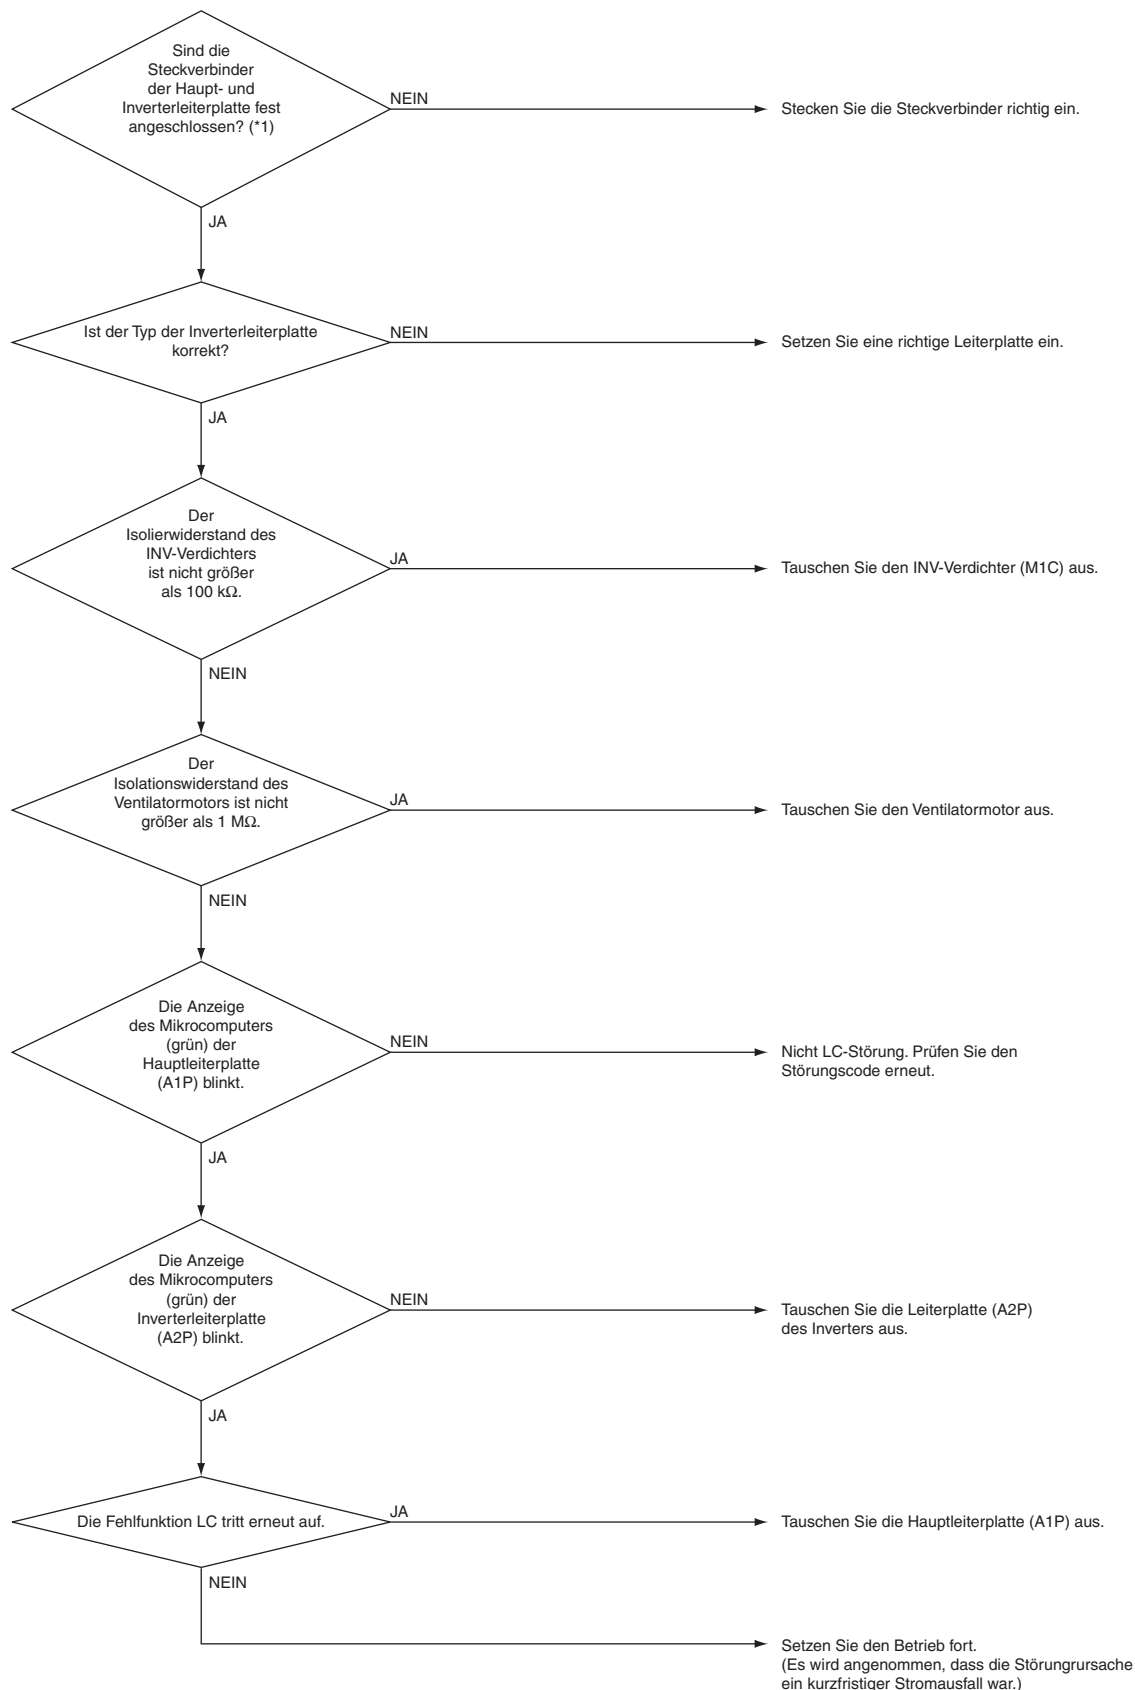 Sind die
Steckverbinder
der Haupt- und
Inverterleiterplatte fest
angeschlossen? (*1)
NEIN
Stecken Sie die Steckverbinder richtig ein.
JA
Ist der Typ der Inverterleiterplatte
korrekt?
NEIN
Setzen Sie eine richtige Leiterplatte ein.
JA
Der
Isolierwiderstand des
INV-Verdichters
ist nicht größer
als 100 kΩ.
JA
Tauschen Sie den INV-Verdichter (M1C) aus.
NEIN
Der
Isolationswiderstand des
Ventilatormotors ist nicht
größer als 1 MΩ.
JA
Tauschen Sie den Ventilatormotor aus.
NEIN
Die Anzeige
des Mikrocomputers
(grün) der
Hauptleiterplatte
(A1P) blinkt.
NEIN
Nicht LC-Störung. Prüfen Sie den
Störungscode erneut.
JA
Die Anzeige
des Mikrocomputers
(grün) der
Inverterleiterplatte
(A2P) blinkt.
NEIN
Tauschen Sie die Leiterplatte (A2P)
des Inverters aus.
JA
Die Fehlfunktion LC tritt erneut auf.
JA
Tauschen Sie die Hauptleiterplatte (A1P) aus.
NEIN
Setzen Sie den Betrieb fort.
(Es wird angenommen, dass die Störungrursache
ein kurzfristiger Stromausfall war.)